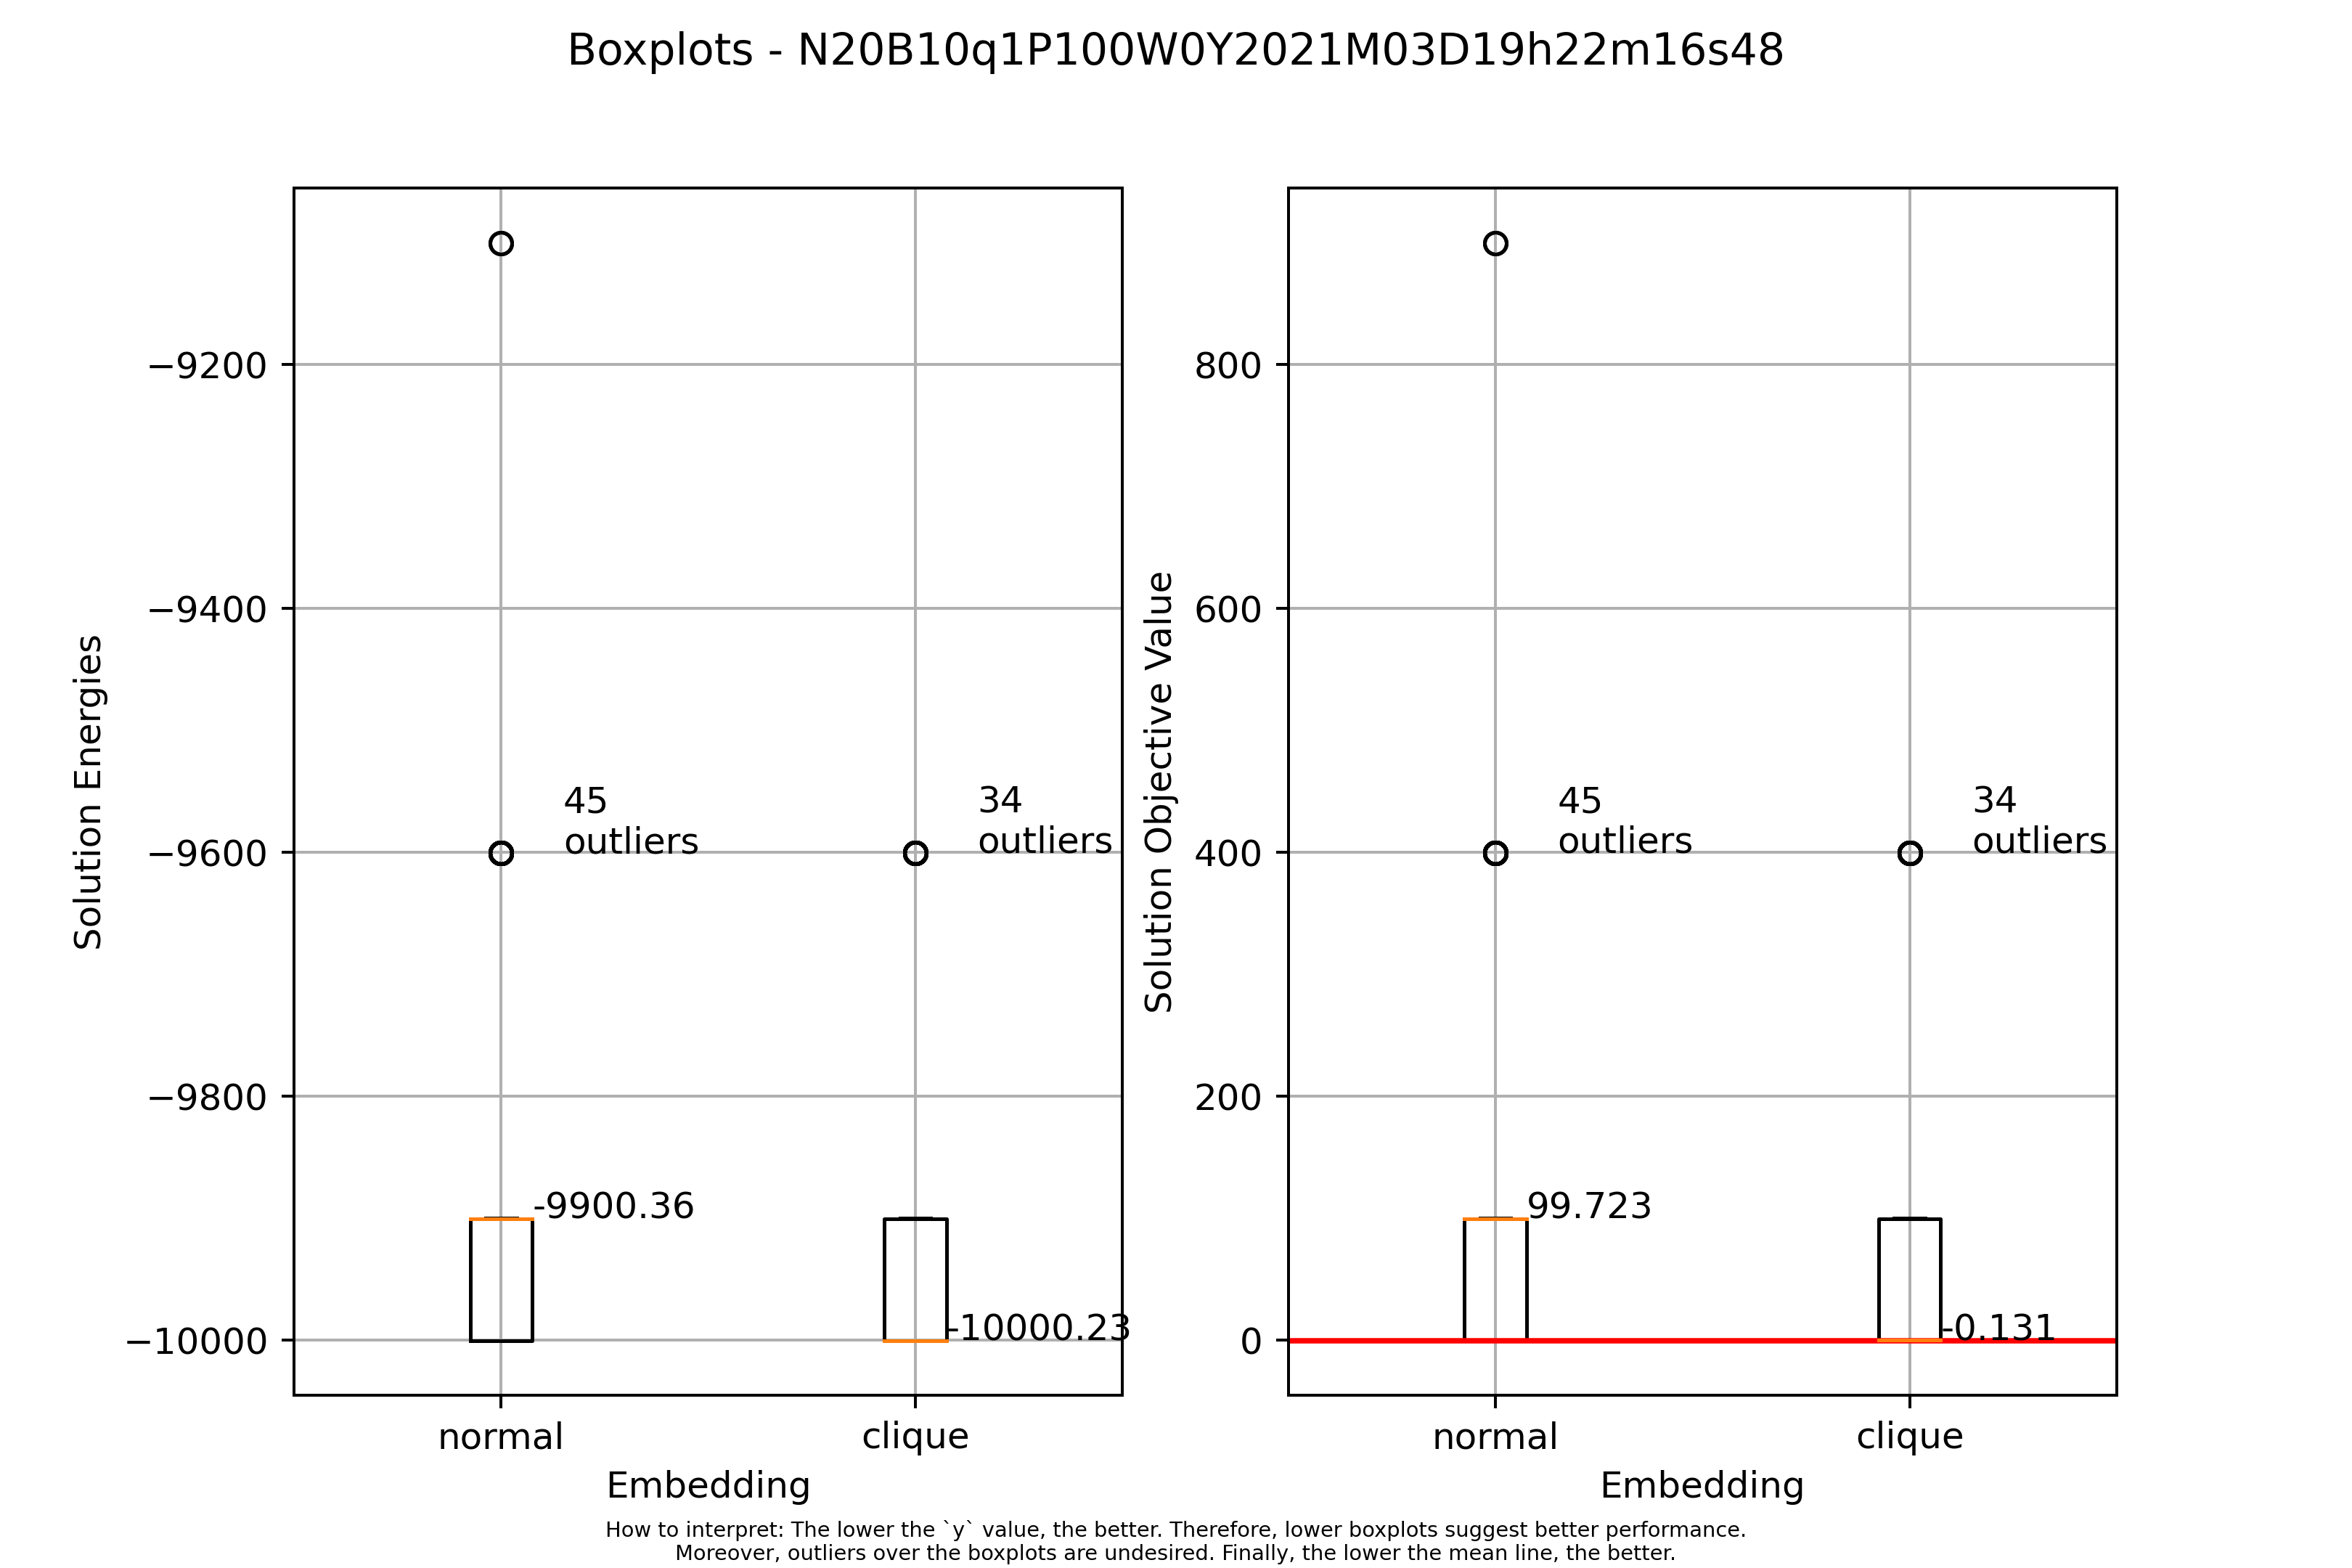 Boxplots - N20B10q1P100W0Y2021M03D19h22m16s48
Solution Energies
−9200
−9400
−9600
−9800
−10000
45
outliers
34
outliers
-9900.36
-10000.23
normal
clique
Embedding
Solution Objective Value
800
600
400
200
0
45
outliers
34
outliers
99.723
-0.131
normal
clique
Embedding
How to interpret: The lower the `y` value, the better. Therefore, lower boxplots suggest better performance.
Moreover, outliers over the boxplots are undesired. Finally, the lower the mean line, the better.